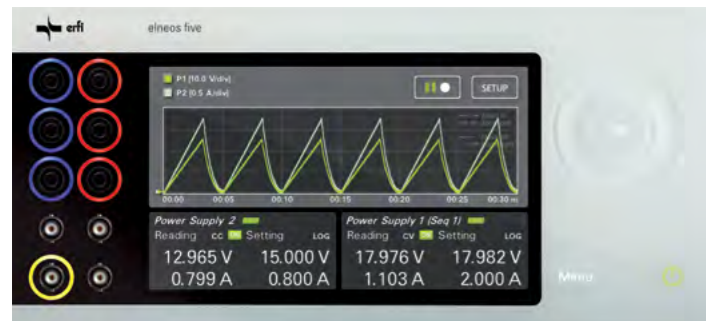 erfi elneos five
P1 (10.0 V/div)
P2 (0.5 A/div)
SETUP
00:00 00:05 00:10 00:15 00:20 00:25 00:30 m
Power Supply 2
Reading CC ON Setting LOG
12.965 V 15.000 V
0.799 A 0.800 A
Power Supply 1 (Seq 1)
Reading CV ON Setting LOG
17.976 V 17.982 V
1.103 A 2.000 A
Menu